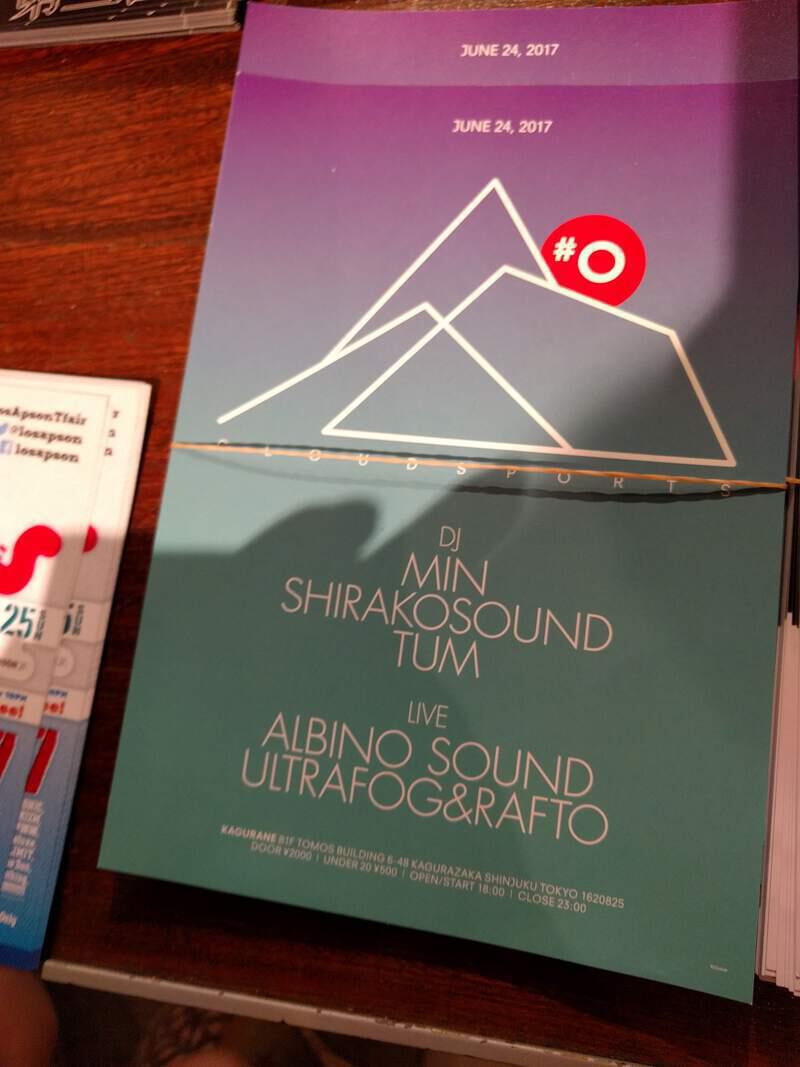 JUNE 24, 2017
JUNE 24, 2017
#O
CLOUDSPORTS
DJ
MIN
SHIRAKOSOUND
TUM
LIVE
ALBINO SOUND
ULTRAFOG&RAFTO
KAGURANE B1F TOMOS BUILDING 6-48 KAGURAZAKA SHINJUKU TOKYO 1620825
DOOR ¥2000 | UNDER 20 ¥500 | OPEN/START 18:00 | CLOSE 23:00
osApsonTfair
@losapson
losapson
25